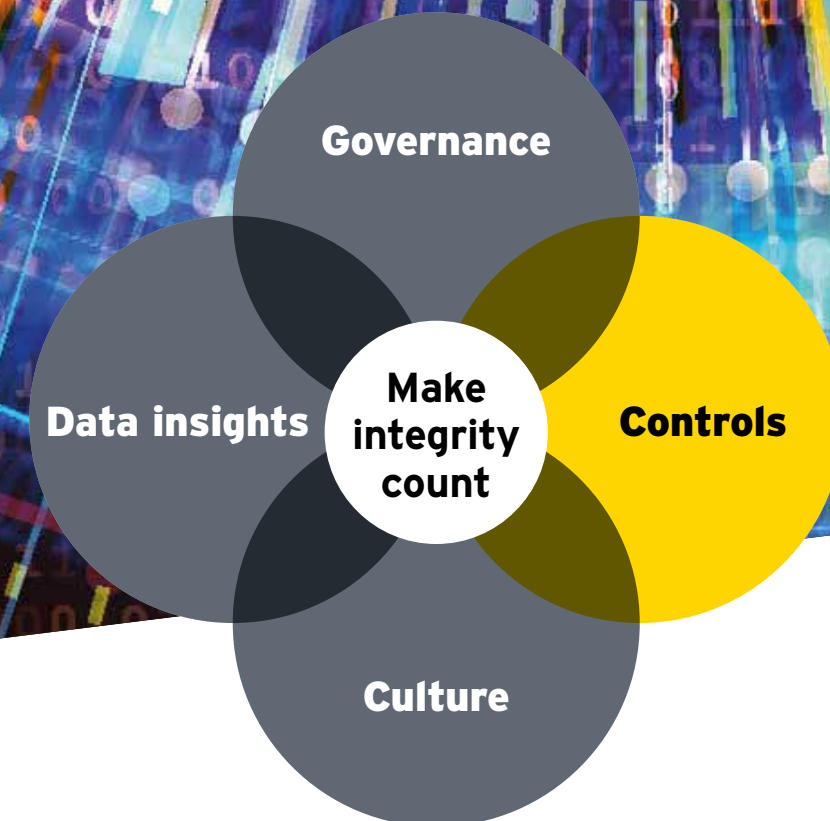 Governance
Data insights
Make
integrity
count
Controls
Culture